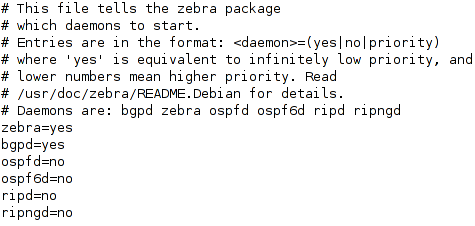 # This file tells the zebra package
# which daemons to start.
# Entries are in the format: <daemon>=(yes|no|priority)
# where 'yes' is equivalent to infinitely low priority, and
# lower numbers mean higher priority. Read
# /usr/doc/zebra/README.Debian for details.
# Daemons are: bgpd zebra ospfd ospf6d ripd ripngd
zebra=yes
bgpd=yes
ospfd=no
ospf6d=no
ripd=no
ripngd=no